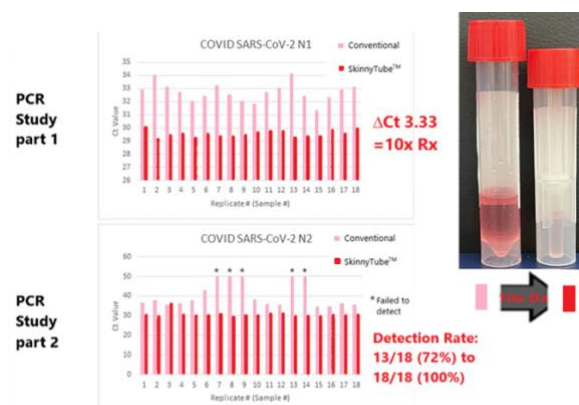 COVID SARS-CoV-2 N1
Conventional
SkinnyTube™
PCR
Study
part 1
Ct Value
35
34
33
32
31
30
29
28
27
26
1 2 3 4 5 6 7 8 9 10 11 12 13 14 15 16 17 18
Replicate # (Sample #)
ΔCt 3.33
=10x Rx
COVID SARS-CoV-2 N2
Conventional
SkinnyTube™
PCR
Study
part 2
Ct Value
60
50
40
30
20
10
0
* * * * *
1 2 3 4 5 6 7 8 9 10 11 12 13 14 15 16 17 18
Replicate # (Sample #)
* Failed to
detect
Detection Rate:
13/18 (72%) to
18/18 (100%)